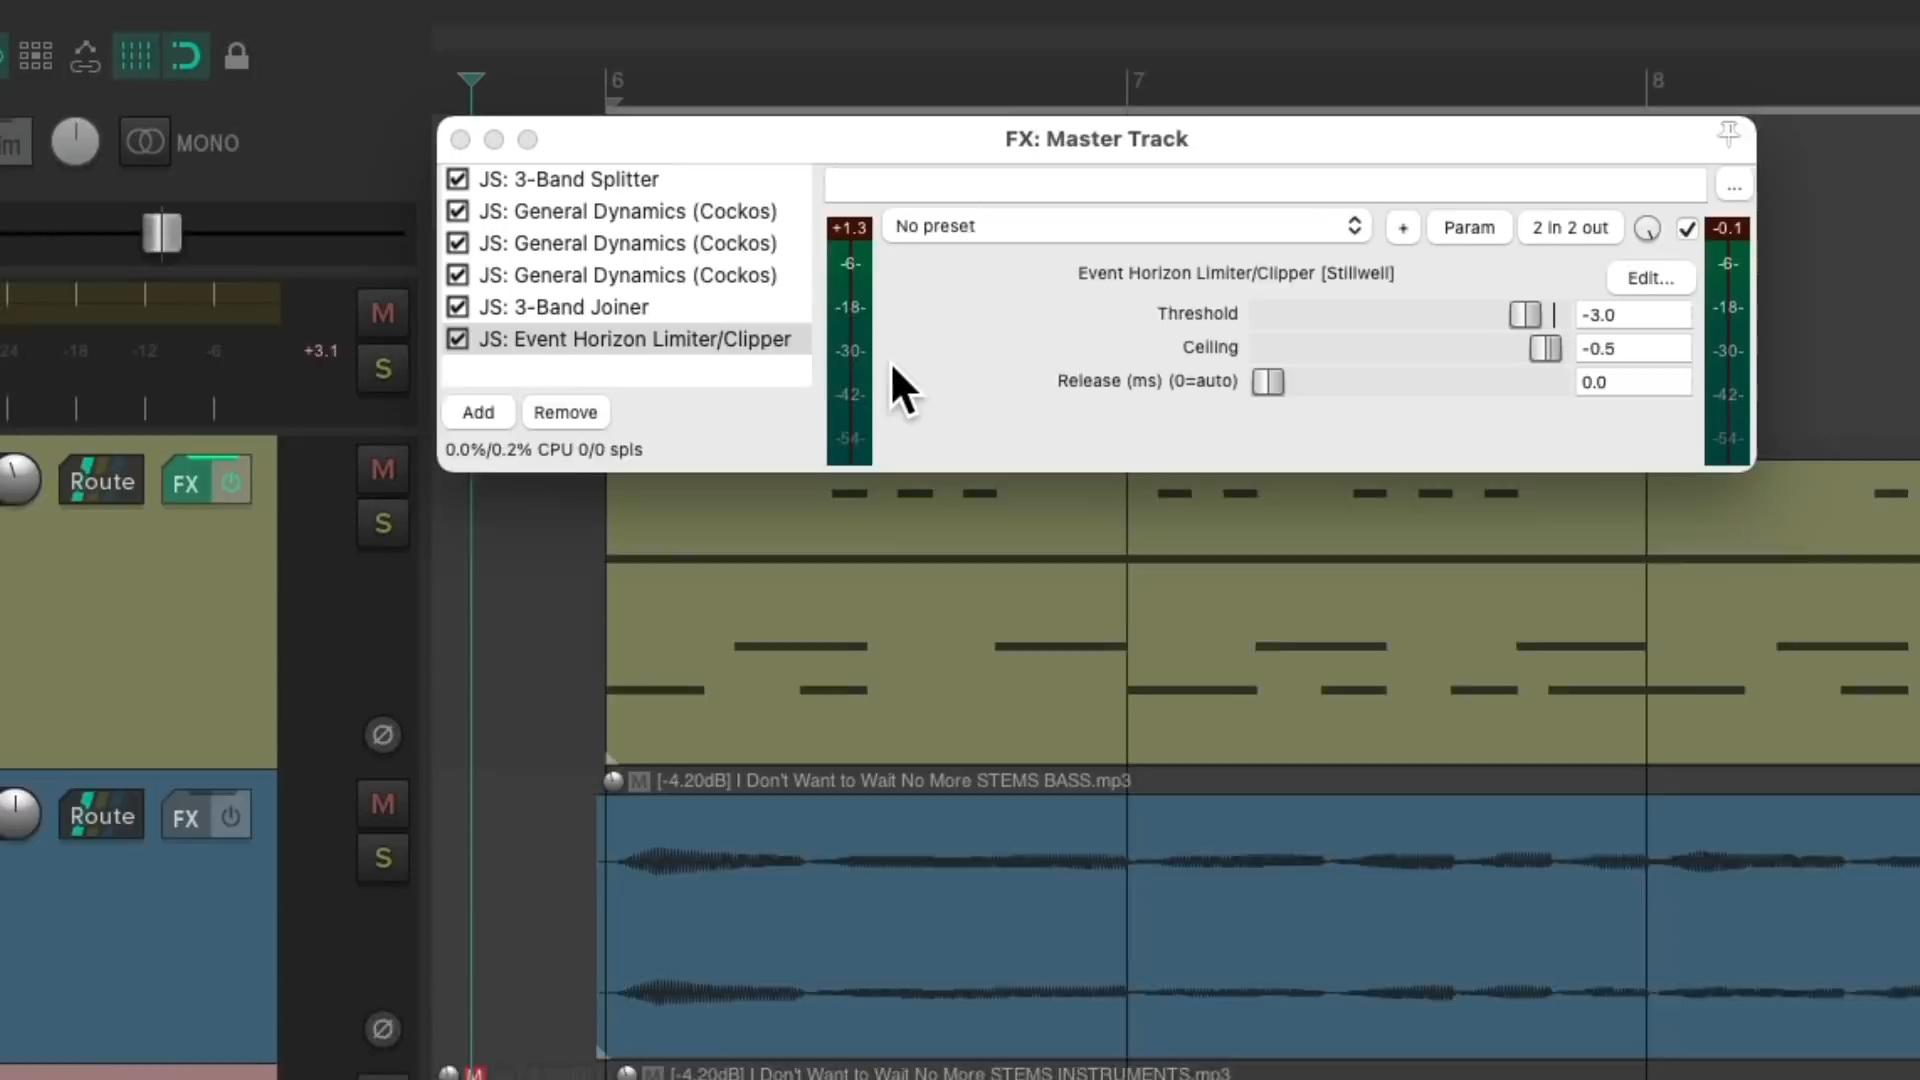 6
7
8
im
MONO
FX: Master Track
JS: 3-Band Splitter
JS: General Dynamics (Cockos)
JS: General Dynamics (Cockos)
JS: General Dynamics (Cockos)
JS: 3-Band Joiner
JS: Event Horizon Limiter/Clipper
Add
Remove
0.0%/0.2% CPU 0/0 spls
...
+1.3
No preset
+
Param
2 in 2 out
-0.1
-6-
-18-
-30-
-42-
-54-
Event Horizon Limiter/Clipper [Stillwell]
Edit...
Threshold
-3.0
Ceiling
-0.5
Release (ms) (0=auto)
0.0
-6-
-18-
-30-
-42-
-54-
M
24 -18 -12 -6 +3.1
S
Route
FX
M
S
Ø
M [-4.20dB] I Don't Want to Wait No More STEMS BASS.mp3
Route
FX
M
S
Ø
M
M [-4.20dB] I Don't Want to Wait No More STEMS INSTRUMENTS.mp3